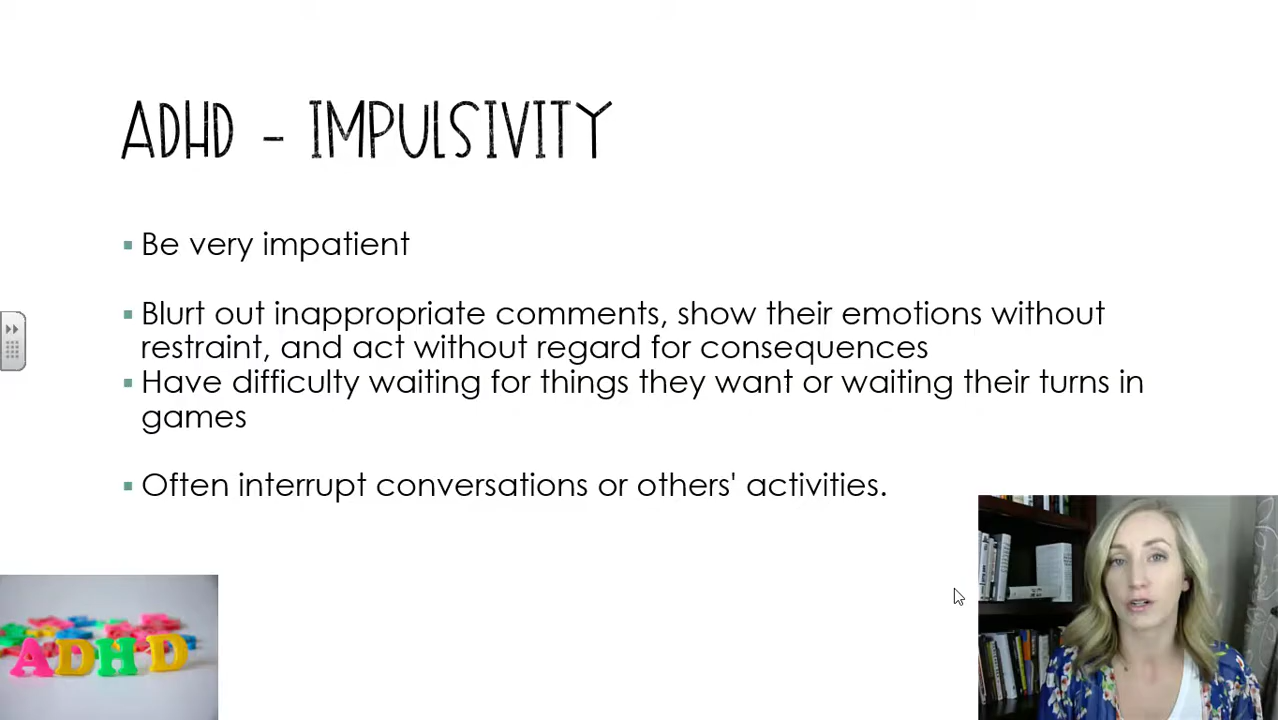 ADHD - IMPULSIVITY
▪ Be very impatient
▪ Blurt out inappropriate comments, show their emotions without
restraint, and act without regard for consequences
▪ Have difficulty waiting for things they want or waiting their turns in
games
▪ Often interrupt conversations or others' activities.
ADHD